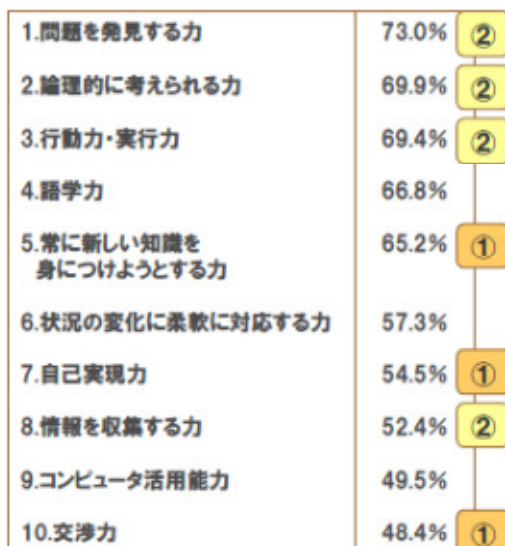 1.問題を発見する力 73.0% ②
2.論理的に考えられる力 69.9% ②
3.行動力・実行力 69.4% ②
4.語学力 66.8%
5.常に新しい知識を
身につけようとする力 65.2% ①
6.状況の変化に柔軟に対応する力 57.3%
7.自己実現力 54.5% ①
8.情報を収集する力 52.4% ②
9.コンピュータ活用能力 49.5%
10.交渉力 48.4% ①